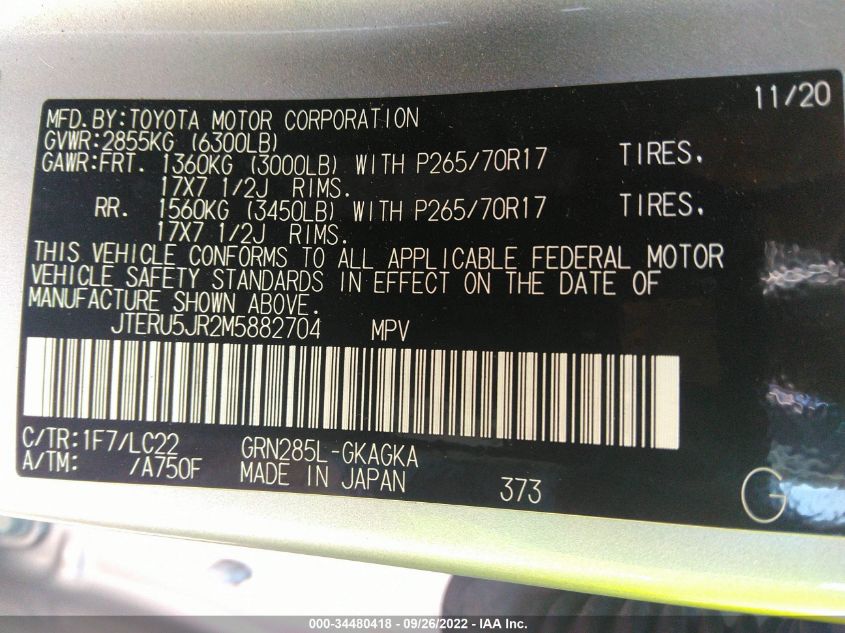 11/20
MFD.BY:TOYOTA MOTOR CORPORATION
GVWR:2855KG (6300LB)
GAWR:FRT. 1360KG (3000LB) WITH P265/70R17 TIRES.
17X7 1/2J RIMS.
RR. 1560KG (3450LB) WITH P265/70R17 TIRES.
17X7 1/2J RIMS.
THIS VEHICLE CONFORMS TO ALL APPLICABLE FEDERAL MOTOR
VEHICLE SAFETY STANDARDS IN EFFECT ON THE DATE OF
MANUFACTURE SHOWN ABOVE.
JTERU5JR2M5882704 MPV
C/TR:1F7/LC22 GRN285L-GKAGKA
A/TM: /A750F MADE IN JAPAN 373
G
000-34480418 - 09/26/2022 - IAA Inc.